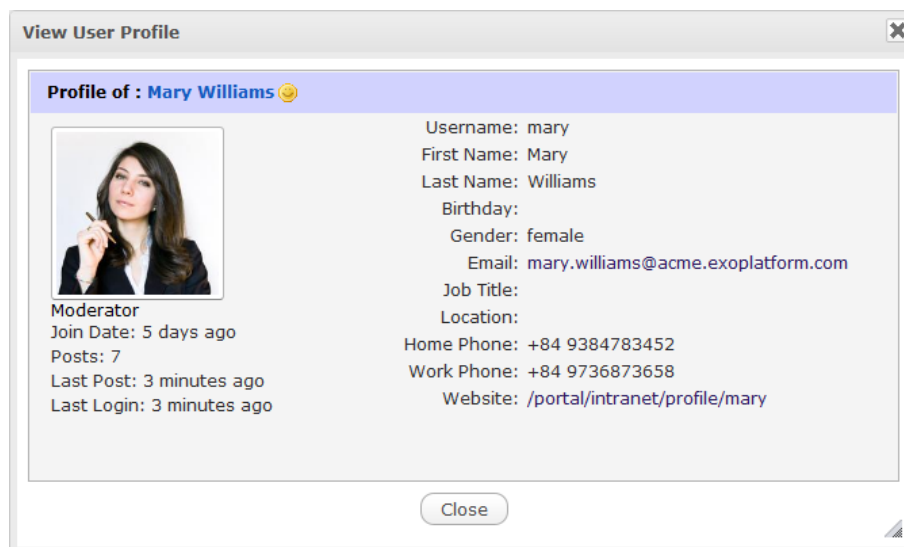 View User Profile
Profile of : Mary Williams
Username: mary
First Name: Mary
Last Name: Williams
Birthday:
Gender: female
Email: mary.williams@acme.exoplatform.com
Job Title:
Location:
Home Phone: +84 9384783452
Work Phone: +84 9736873658
Website: /portal/intranet/profile/mary
Moderator
Join Date: 5 days ago
Posts: 7
Last Post: 3 minutes ago
Last Login: 3 minutes ago
Close